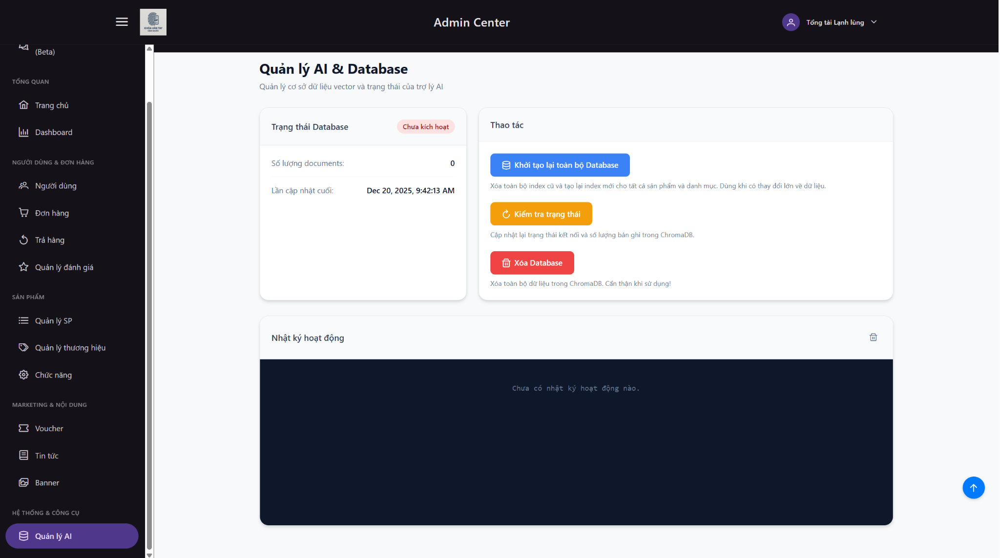 KHÓA VÂN TAY
HÀN QUỐC
Admin Center
Tổng tài Lạnh lùng
(Beta)
TỔNG QUAN
Trang chủ
Dashboard
NGƯỜI DÙNG & ĐƠN HÀNG
Người dùng
Đơn hàng
Trả hàng
Quản lý đánh giá
SẢN PHẨM
Quản lý SP
Quản lý thương hiệu
Chức năng
MARKETING & NỘI DUNG
Voucher
Tin tức
Banner
HỆ THỐNG & CÔNG CỤ
Quản lý AI
Quản lý AI & Database
Quản lý cơ sở dữ liệu vector và trạng thái của trợ lý AI
Trạng thái Database
Chưa kích hoạt
Số lượng documents:
0
Lần cập nhật cuối:
Dec 20, 2025, 9:42:13 AM
Thao tác
Khởi tạo lại toàn bộ Database
Xóa toàn bộ index cũ và tạo lại index mới cho tất cả sản phẩm và danh mục. Dùng khi có thay đổi lớn về dữ liệu.
Kiểm tra trạng thái
Cập nhật lại trạng thái kết nối và số lượng bản ghi trong ChromaDB.
Xóa Database
Xóa toàn bộ dữ liệu trong ChromaDB. Cẩn thận khi sử dụng!
Nhật ký hoạt động
Chưa có nhật ký hoạt động nào.